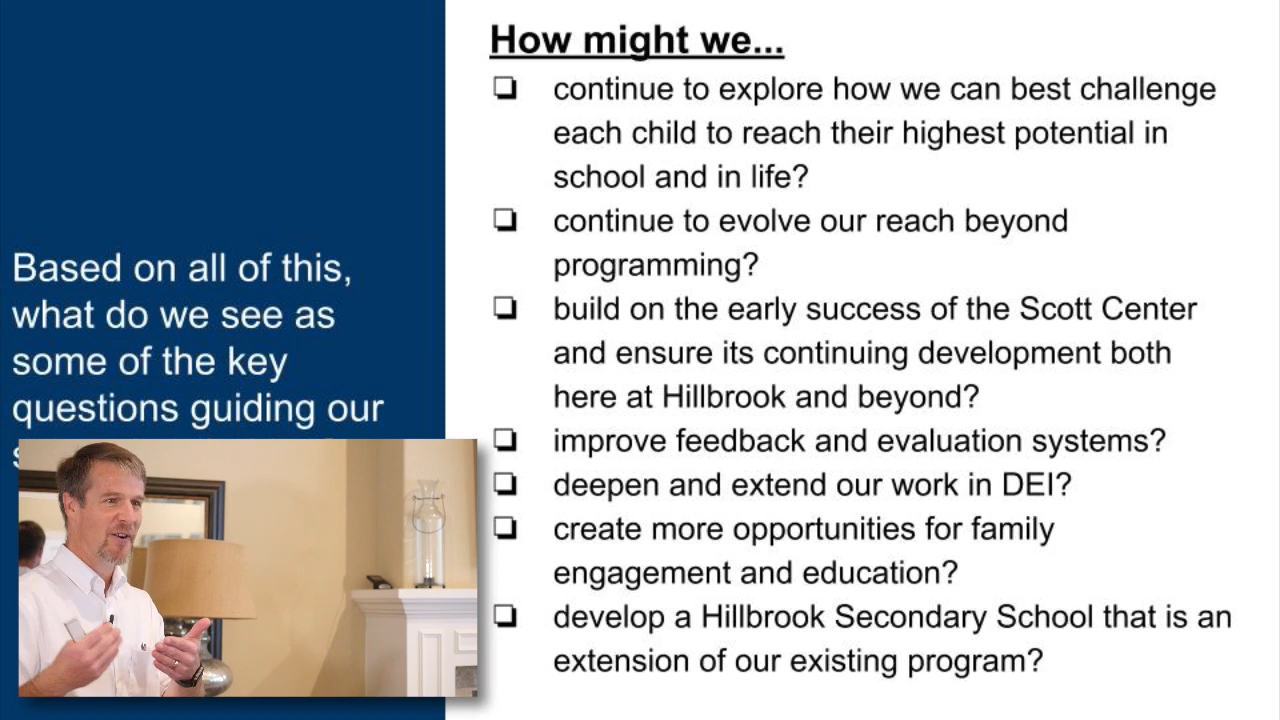 Based on all of this,
what do we see as
some of the key
questions guiding our
How might we...
continue to explore how we can best challenge
each child to reach their highest potential in
school and in life?
continue to evolve our reach beyond
programming?
build on the early success of the Scott Center
and ensure its continuing development both
here at Hillbrook and beyond?
improve feedback and evaluation systems?
deepen and extend our work in DEI?
create more opportunities for family
engagement and education?
develop a Hillbrook Secondary School that is an
extension of our existing program?